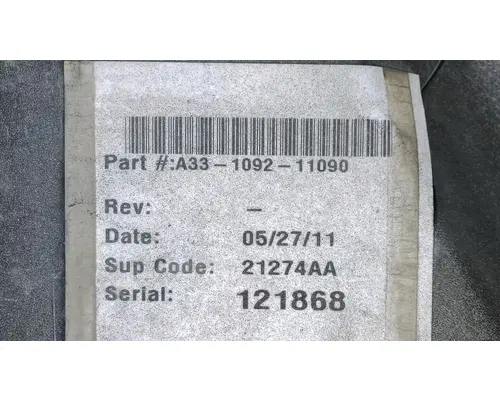 Part #:A33-1092-11090
Rev: -
Date: 05/27/11
Sup Code: 21274AA
Serial: 121868